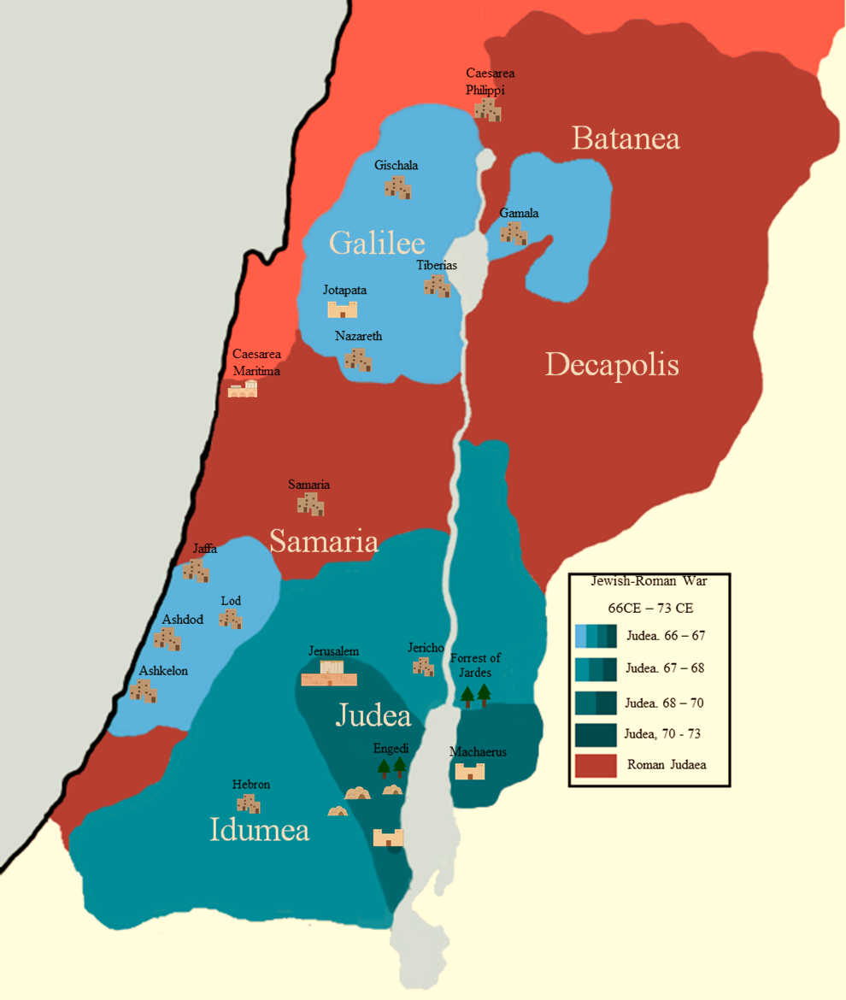 Caesarea
Philippi
Batanea
Gischala
Gamala
Galilee
Tiberias
Jotapata
Nazareth
Caesarea
Maritima
Decapolis
Samaria
Samaria
Jaffa
Lod
Ashdod
Ashkelon
Jerusalem
Jericho
Forrest of
Jardes
Judea
Engedi
Machaerus
Hebron
Idumea
Jewish-Roman War
66CE – 73 CE
Judea. 66 – 67
Judea. 67 – 68
Judea. 68 – 70
Judea, 70 - 73
Roman Judaea